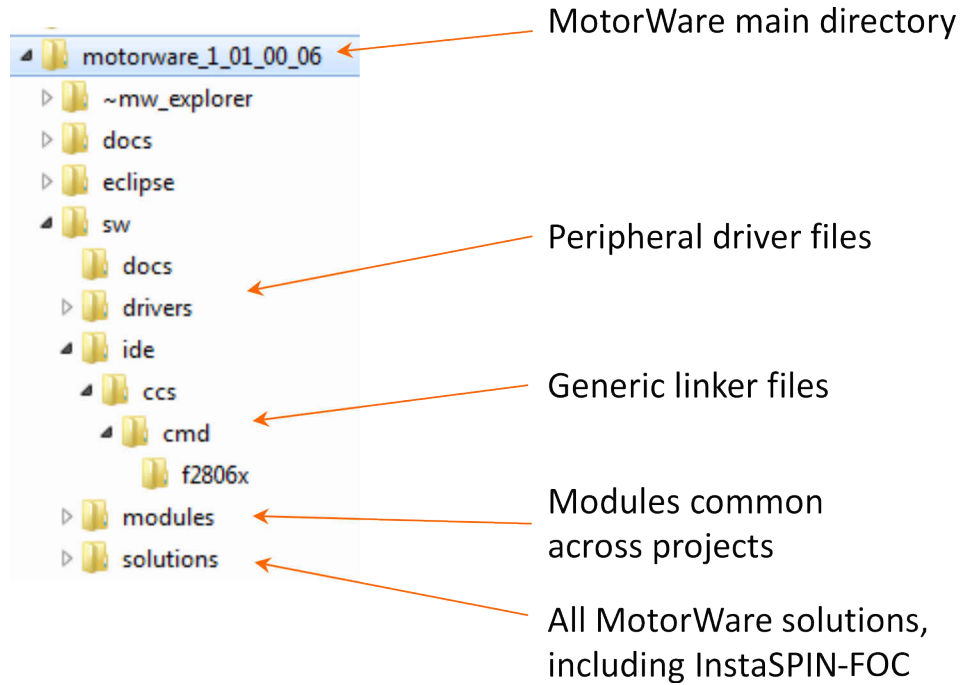 MotorWare main directory
motorware_1_01_00_06
~mw_explorer
docs
eclipse
sw
Peripheral driver files
docs
drivers
ide
ccs
Generic linker files
cmd
f2806x
modules
Modules common
across projects
solutions
All MotorWare solutions,
including InstaSPIN-FOC